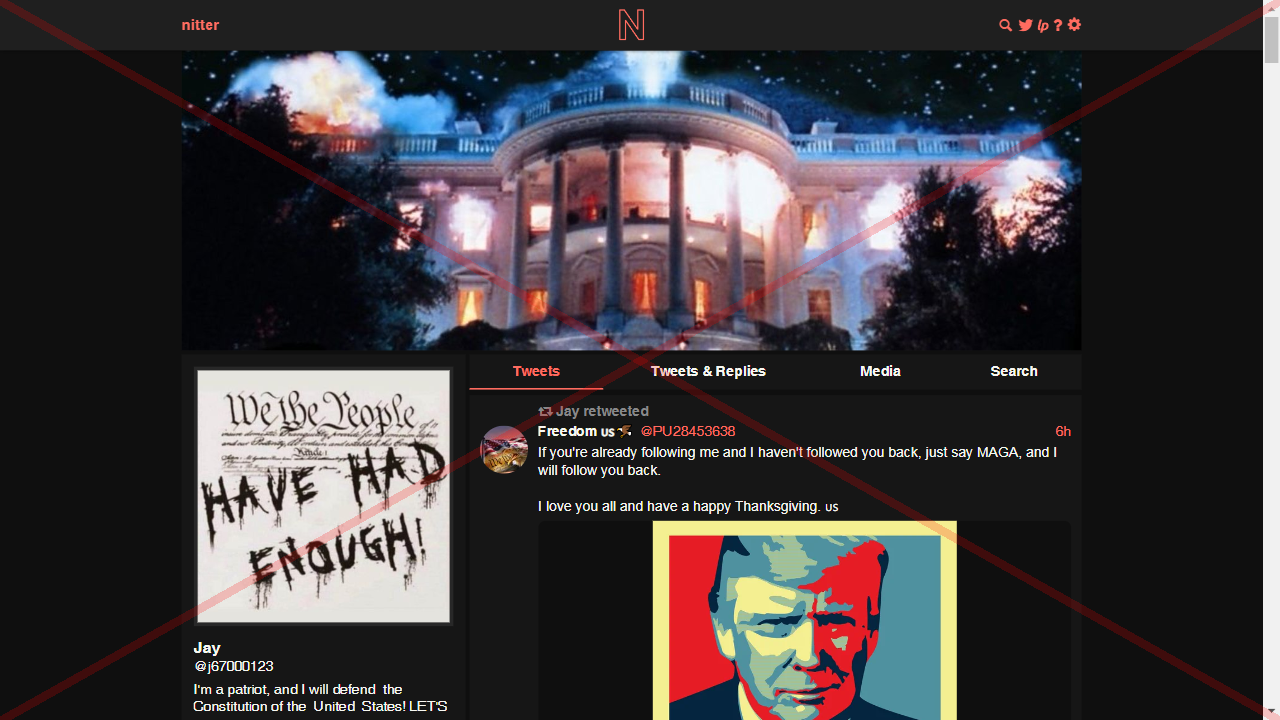 nitter
N
lp ?
Tweets
Tweets & Replies
Media
Search
We the People
Article
HAVE HAD
ENOUGH!
Jay
@j67000123
I'm a patriot, and I will defend the
Constitution of the United States! LET'S
Jay retweeted
Freedom us @PU28453638 6h
If you're already following me and I haven't followed you back, just say MAGA, and I
will follow you back.
I love you all and have a happy Thanksgiving. us